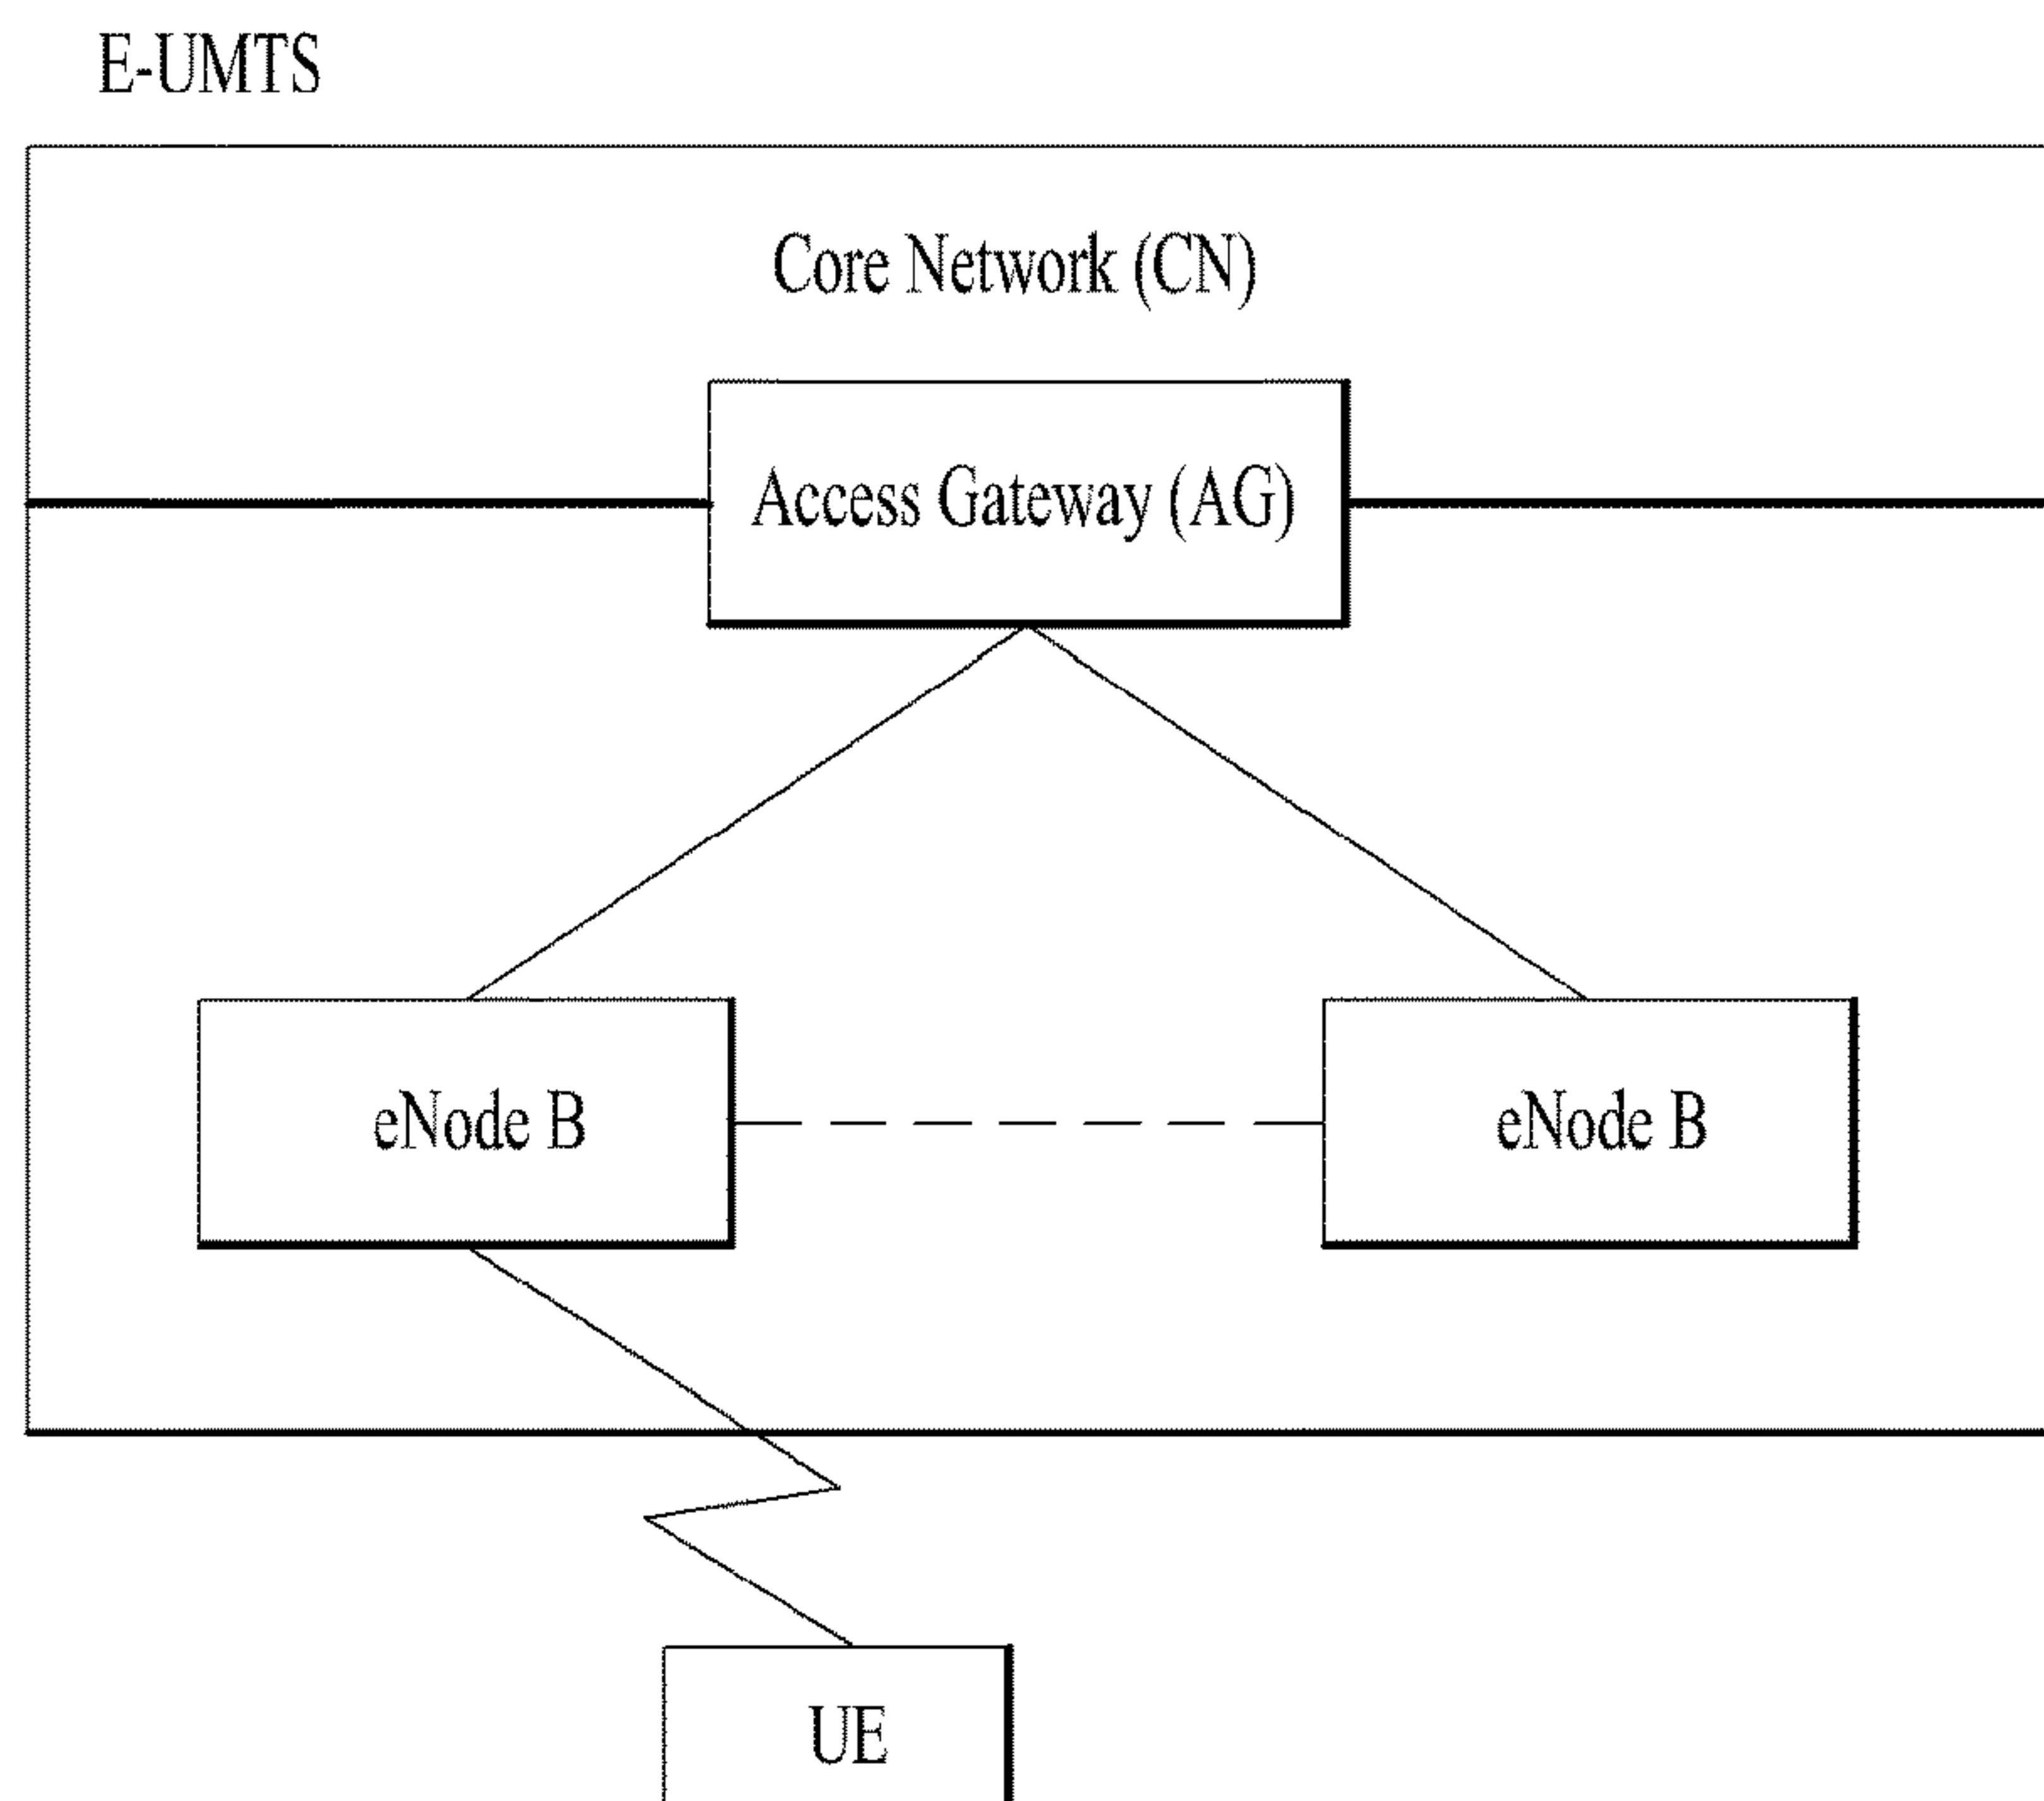 E-UMTS
Core Network (CN)
Access Gateway (AG)
eNode B
eNode B
UE